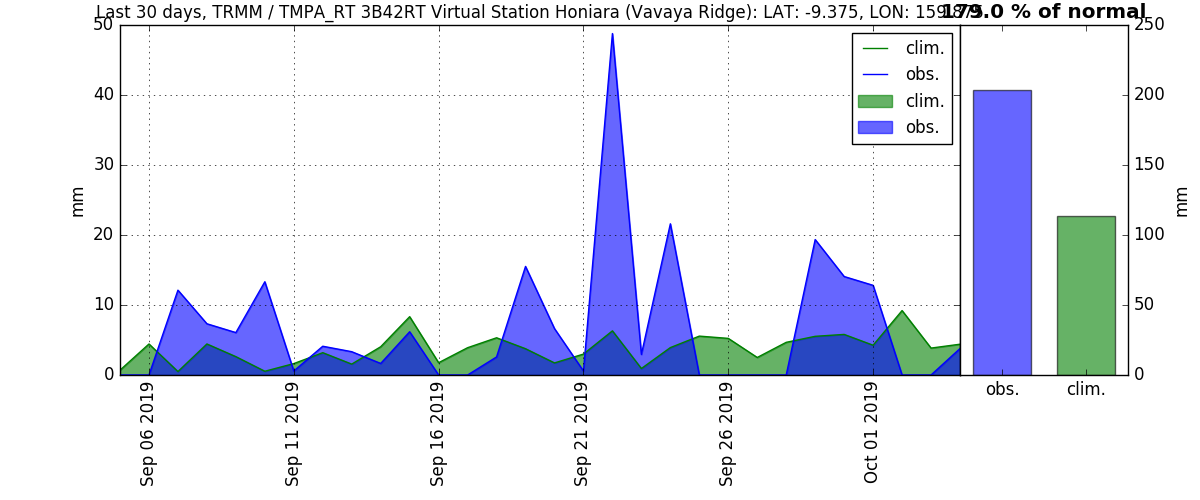 Last 30 days, TRMM / TMPA_RT 3B42RT Virtual Station Honiara (Vavaya Ridge): LAT: -9.375, LON:
179.0 % of normal
50
40
30
20
10
0
mm
clim.
obs.
clim.
obs.
Sep 06 2019
Sep 11 2019
Sep 16 2019
Sep 21 2019
Sep 26 2019
Oct 01 2019
250
200
150
100
50
0
mm
obs.
clim.